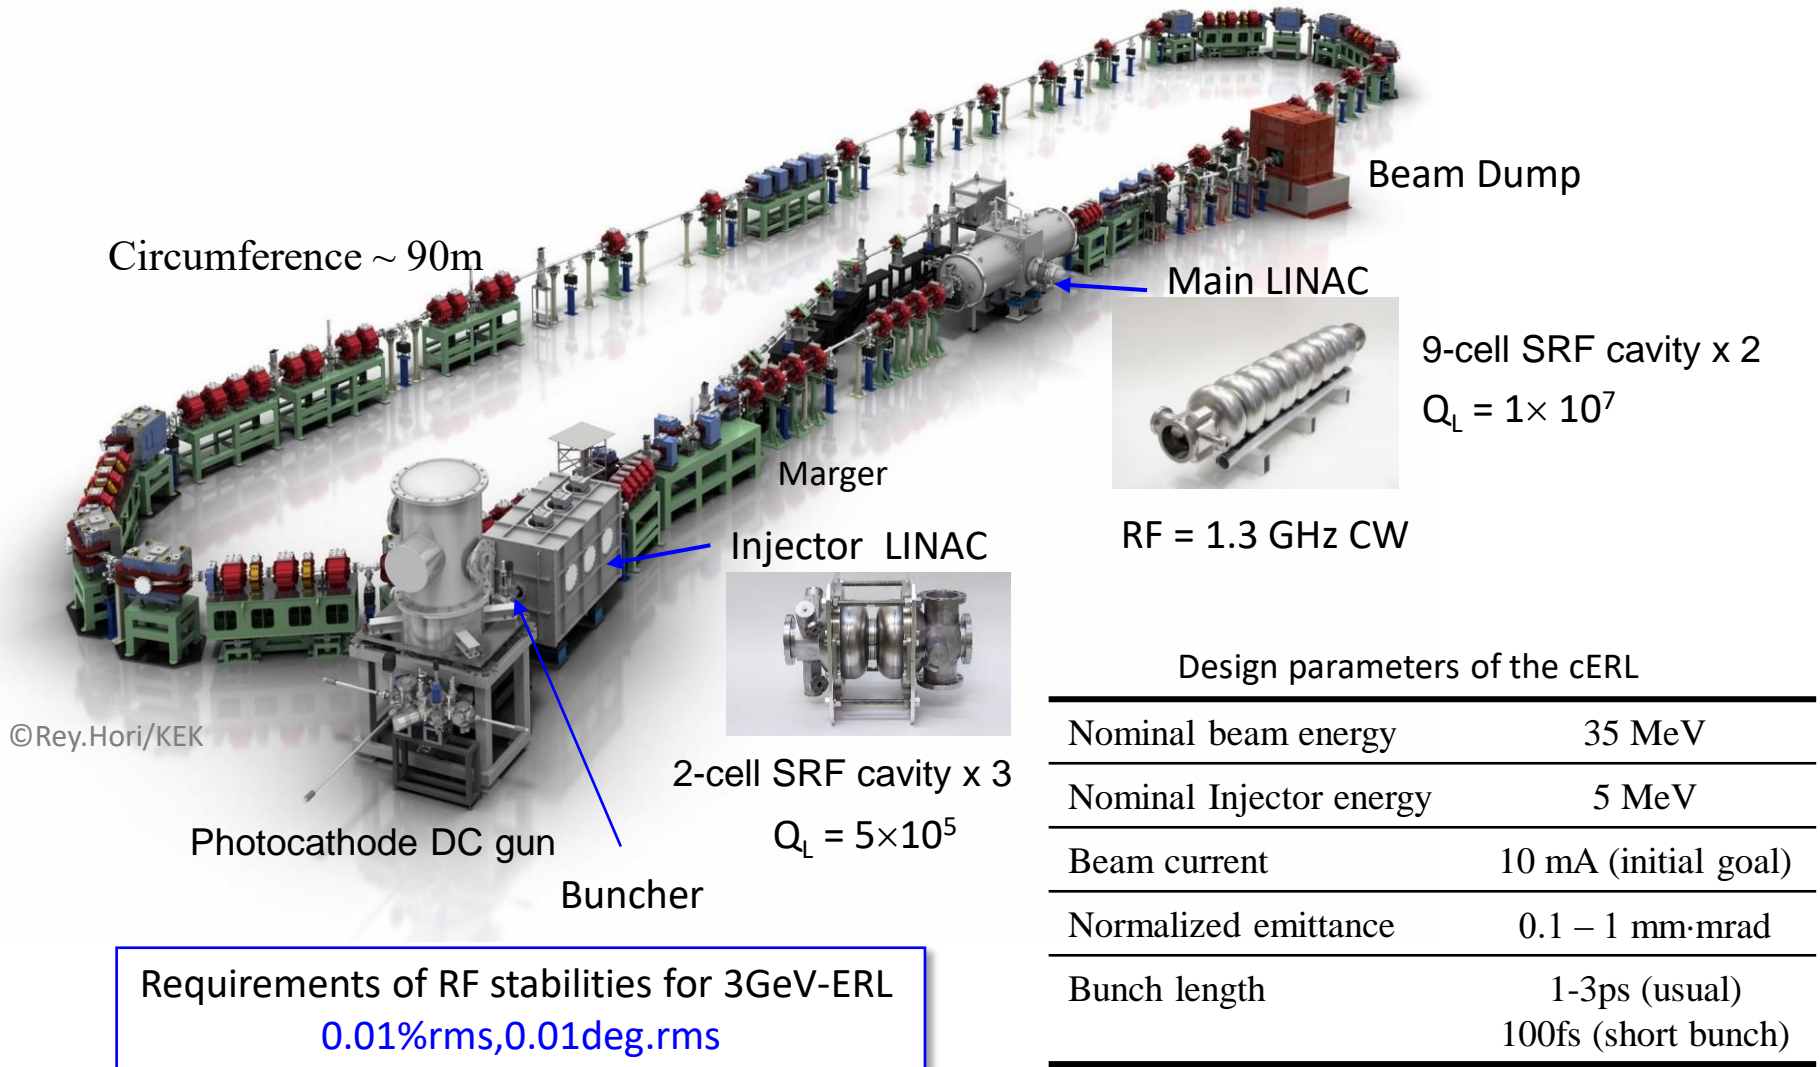 Beam Dump
Circumference ~ 90m
Main LINAC
9-cell SRF cavity x 2
Q_L = 1× 10⁷
RF = 1.3 GHz CW
Marger
Injector LINAC
2-cell SRF cavity x 3
Q_L = 5×10⁵
©Rey.Hori/KEK
Photocathode DC gun
Buncher
Requirements of RF stabilities for 3GeV-ERL
0.01%rms,0.01deg.rms
Design parameters of the cERL
Nominal beam energy 35 MeV
Nominal Injector energy 5 MeV
Beam current 10 mA (initial goal)
Normalized emittance 0.1 – 1 mm·mrad
Bunch length 1-3ps (usual)
100fs (short bunch)